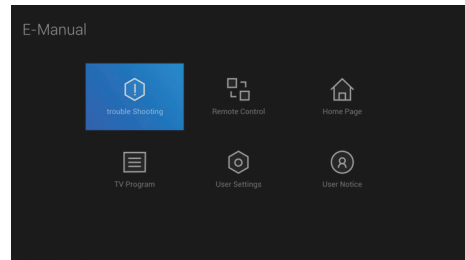 E-Manual
trouble Shooting
Remote Control
Home Page
TV Program
User Settings
User Notice